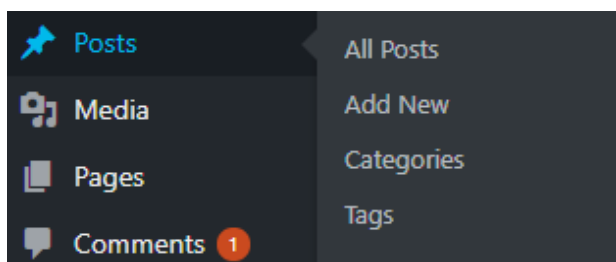 Posts
Media
Pages
Comments 1
All Posts
Add New
Categories
Tags